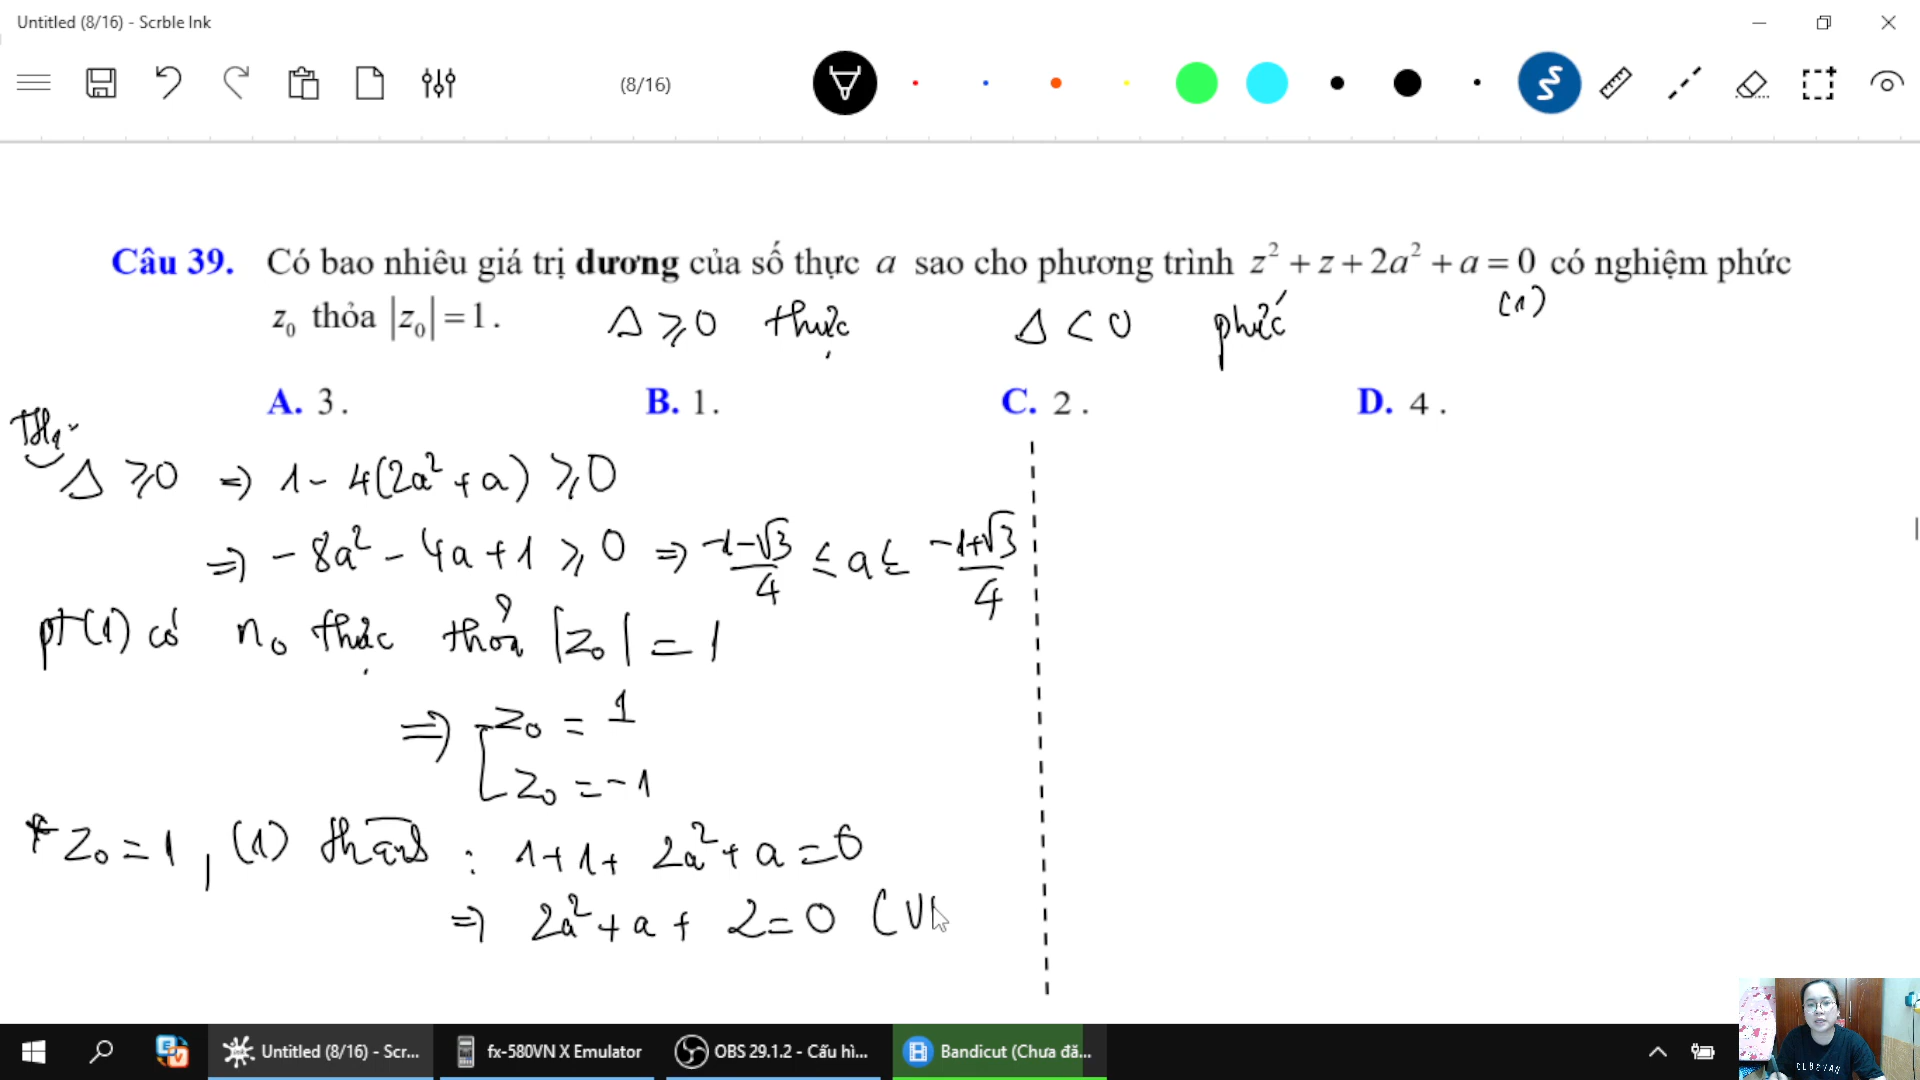 Untitled (8/16) - Scrble Ink
(8/16)
Câu 39. Có bao nhiêu giá trị dương của số thực a sao cho phương trình z² + z + 2a² + a = 0 có nghiệm phức
(1)
z₀ thỏa |z₀| = 1.
Δ ⩾ 0 thực Δ < 0 phức
A. 3. B. 1. C. 2. D. 4.
TH₁:
Δ ⩾ 0 ⇒ 1 - 4(2a² + a) ⩾ 0
⇒ -8a² - 4a + 1 ⩾ 0 ⇒ (-1-√3)/4 ≤ a ≤ (-1+√3)/4
pt(1) có n₀ thực thỏa |z₀| = 1
⇒ [ z₀ = 1
z₀ = -1
* z₀ = 1, (1) thành : 1 + 1 + 2a² + a = 0
⇒ 2a² + a + 2 = 0 (V
Untitled (8/16) - Scr...
fx-580VN X Emulator
OBS 29.1.2 - Cấu hì...
Bandicut (Chưa đă...